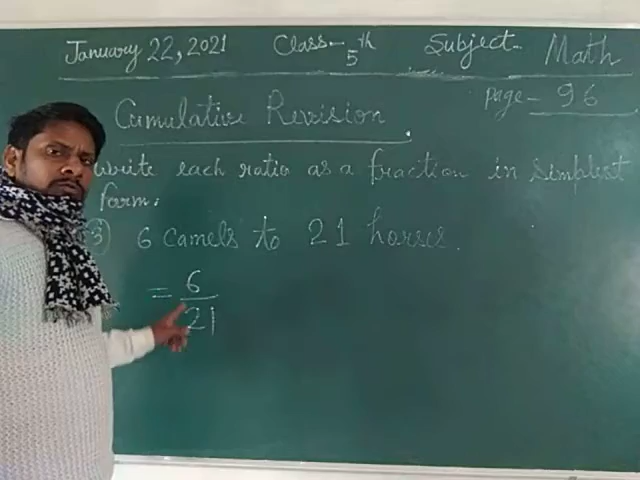 January 22, 2021 Class- 5th Subject- Math
Page- 96
Cumulative Revision
write each ratio as a fraction in simplest
form.
3) 6 camels to 21 horses.
= 6
21